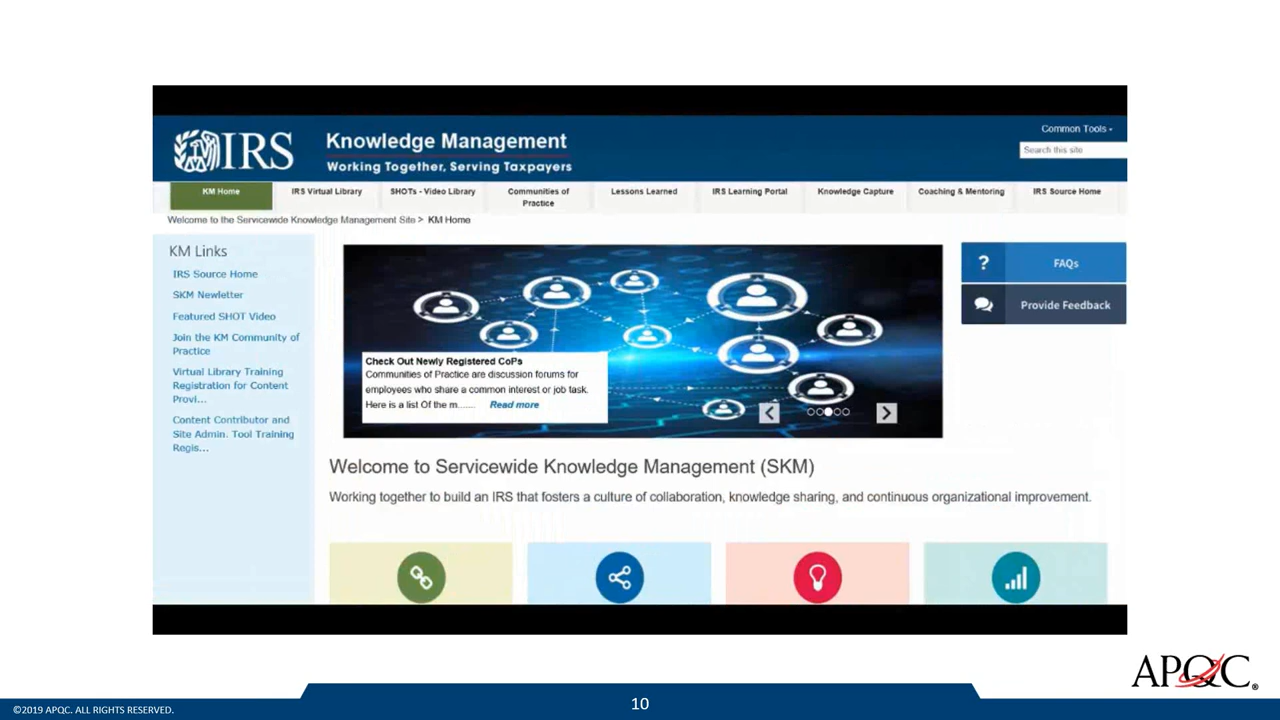 IRS
Knowledge Management
Working Together, Serving Taxpayers
Common Tools
Search this site
KM Home
IRS Virtual Library
SHOTs - Video Library
Communities of
Practice
Lessons Learned
IRS Learning Portal
Knowledge Capture
Coaching & Mentoring
IRS Source Home
Welcome to the Servicewide Knowledge Management Site > KM Home
KM Links
IRS Source Home
SKM Newletter
Featured SHOT Video
Join the KM Community of
Practice
Virtual Library Training
Registration for Content
Provi...
Content Contributor and
Site Admin. Tool Training
Regis...
Check Out Newly Registered CoPs
Communities of Practice are discussion forums for
employees who share a common interest or job task.
Here is a list Of the m....... Read more
? FAQs
Provide Feedback
Welcome to Servicewide Knowledge Management (SKM)
Working together to build an IRS that fosters a culture of collaboration, knowledge sharing, and continuous organizational improvement.
APQC®
©2019 APQC. ALL RIGHTS RESERVED.
10